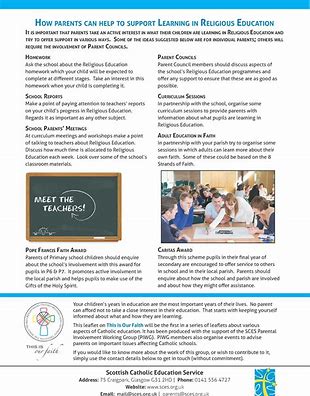 How parents can help to support Learning in Religious Education
It is important that parents take an active interest in what their children are learning in Religious Education and
try to offer support in various ways. Some of the ideas suggested below are for individual parents; others will
require the involvement of Parent Councils.
Homework
Ask the school about the Religious Education
homework which your child will be expected to
complete at different stages. Take an interest in this
homework when your child is completing it.
School Reports
Make a point of paying attention to teachers' reports
on your child's progress in Religious Education.
Regards it as important as any other subject.
School Parents' Meetings
At curriculum meetings and workshops make a point
of talking to teachers about Religious Education.
Discuss how much time is allocated to Religious
Education each week. Look over some of the school's
classroom materials.
MEET THE
TEACHERS!
Pope Francis Faith Award
Parents of Primary school children should enquire
about the school's involvement with this award for
pupils in P6 & P7. It promotes active involvement
in the local parish and helps pupils to make use of the
Gifts of the Holy Spirit.
Parent Councils
Parent Council members should discuss aspects of
the school's Religious Education programmes and
offer any support to ensure that these are as good as
possible.
Curriculum Sessions
In partnership with the school, organise some
curriculum sessions to provide parents with
information about what pupils are learning in
Religious Education.
Adult Education in Faith
In partnership with your parish try to organise some
sessions in which adults can learn more about their
own faith. Some of these could be based on the 8
Strands of Faith.
Caritas Award
Through this scheme pupils in their final year of
secondary are encouraged to offer service to others
in school and in their local parish. Parents should
enquire about how the school and parish are involved
and about how they might offer assistance.
THIS IS
our faith
Your children's years in education are the most important years of their lives. No parent
can afford not to take a close interest in their education. That starts with keeping yourself
informed about what and how they are learning.
This leaflet on This Is Our Faith will be the first in a series of leaflets about various
aspects of Catholic education. It has been produced with the support of the SCES Parental
Involvement Working Group (PIWG). PIWG members also organise events to advise
parents on important issues affecting Catholic schools.
If you would like to know more about the work of this group, or wish to contribute to it,
simply use the contact details below to get in touch (without commitment).
Scottish Catholic Education Service
Address: 75 Craigpark, Glasgow G31 2HD | Phone: 0141 556 4727
Website: www.sces.org.uk
Email: mail@sces.org.uk | parents@sces.org.uk